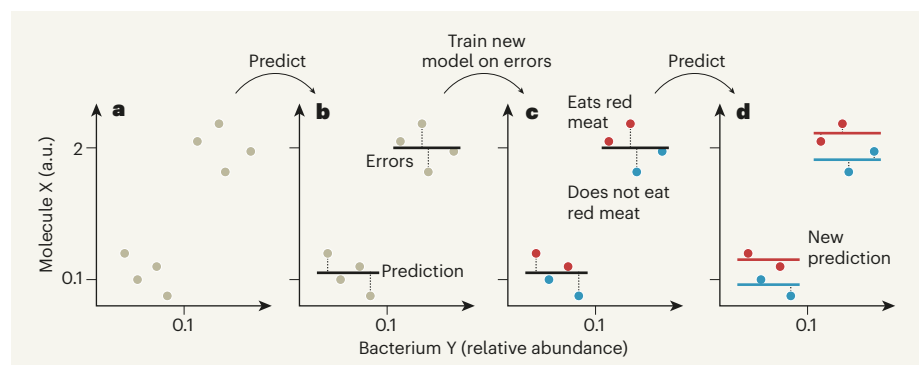 Predict
Train new
model on errors
Predict
a
b
c
d
Molecule X (a.u.)
2
0.1
Errors
Prediction
Eats red
meat
Does not eat
red meat
New
prediction
0.1
0.1
0.1
0.1
Bacterium Y (relative abundance)